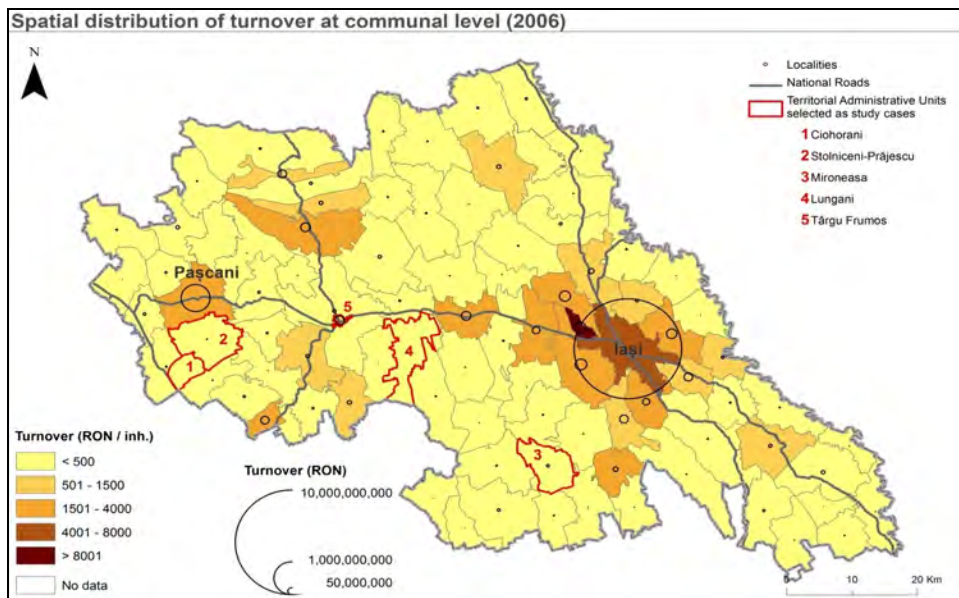 Spatial distribution of turnover at communal level (2006)
N
Localities
National Roads
Territorial Administrative Units
selected as study cases
1 Ciohorani
2 Stolniceni-Prăjescu
3 Mironeasa
4 Lungani
5 Târgu Frumos
Pașcani
5
2
4
1
Iași
3
Turnover (RON / inh.)
< 500
501 - 1500
1501 - 4000
4001 - 8000
> 8001
No data
Turnover (RON)
10,000,000,000
1,000,000,000
50,000,000
0 10 20 Km